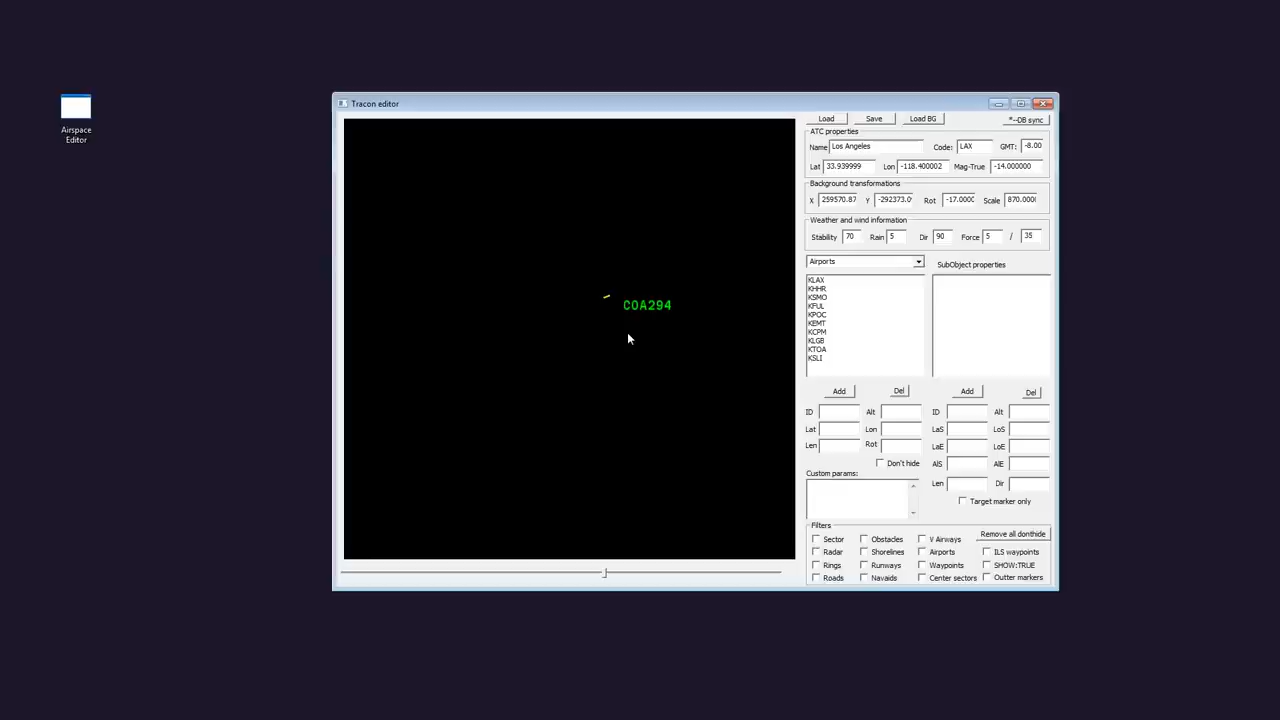 Airspace
Editor
Tracon editor
Load Save Load BG *--DB sync
ATC properties
Name Los Angeles Code: LAX GMT: -8.00
Lat 33.939999 Lon -118.400002 Mag-True -14.000000
Background transformations
X 259570.87 Y -292373.0 Rot -17.000 Scale 870.000
Weather and wind information
Stability 70 Rain 5 Dir 90 Force 5 / 35
Airports SubObject properties
KLAX
KHHR
KSMO
KFUL
KPOC
KEMT
KCPM
KLGB
KTOA
KSLI
COA294
Add Del Add Del
ID Alt ID Alt
Lat Lon LaS LoS
Len Rot LaE LoE
Don't hide AlS AlE
Custom params:
Len Dir
Target marker only
Filters
Remove all donthide
Sector Obstacles V Airways
Radar Shorelines Airports ILS waypoints
Rings Runways Waypoints SHOW:TRUE
Roads Navaids Center sectors Outter markers